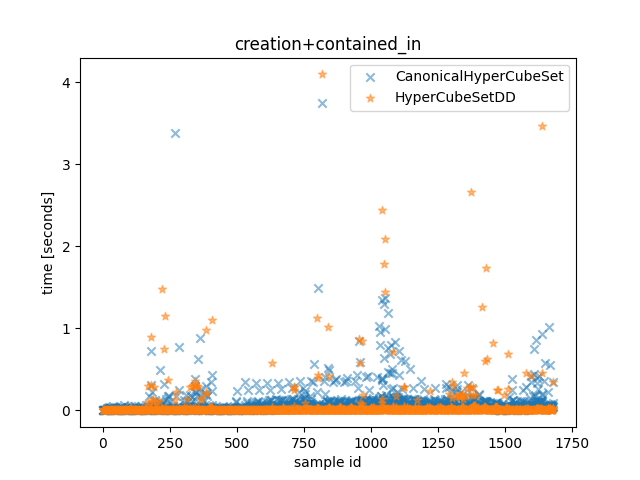 creation+contained_in
CanonicalHyperCubeSet
HyperCubeSetDD
time [seconds]
4
3
2
1
0
0 250 500 750 1000 1250 1500 1750
sample id